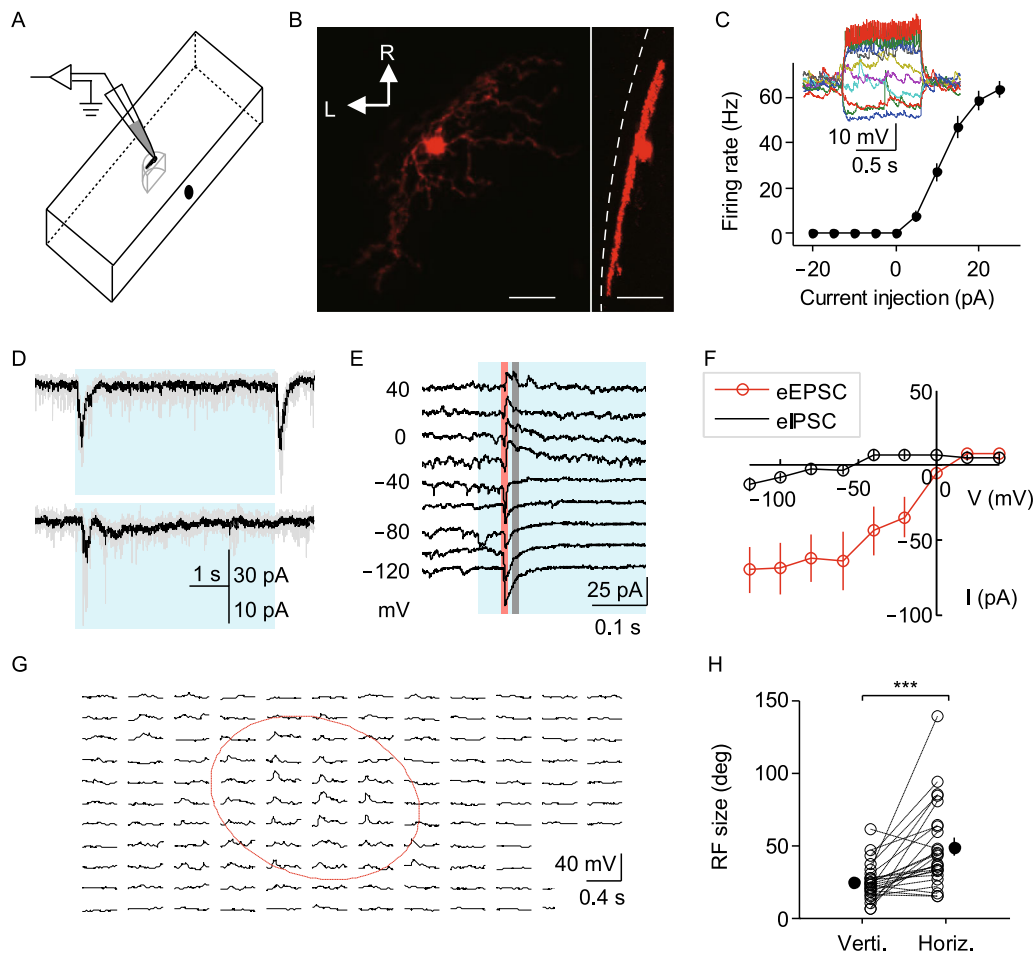 A
B
R
L
C
Firing rate (Hz)
60
40
20
0
10 mV
0.5 s
−20
0
20
Current injection (pA)
D
1 s
30 pA
10 pA
E
40
0
−40
−80
−120
mV
25 pA
0.1 s
F
eEPSC
eIPSC
50
−100
−50
0
0
V (mV)
−50
−100
I (pA)
G
40 mV
0.4 s
H
RF size (deg)
150
100
50
0
***
Verti.
Horiz.